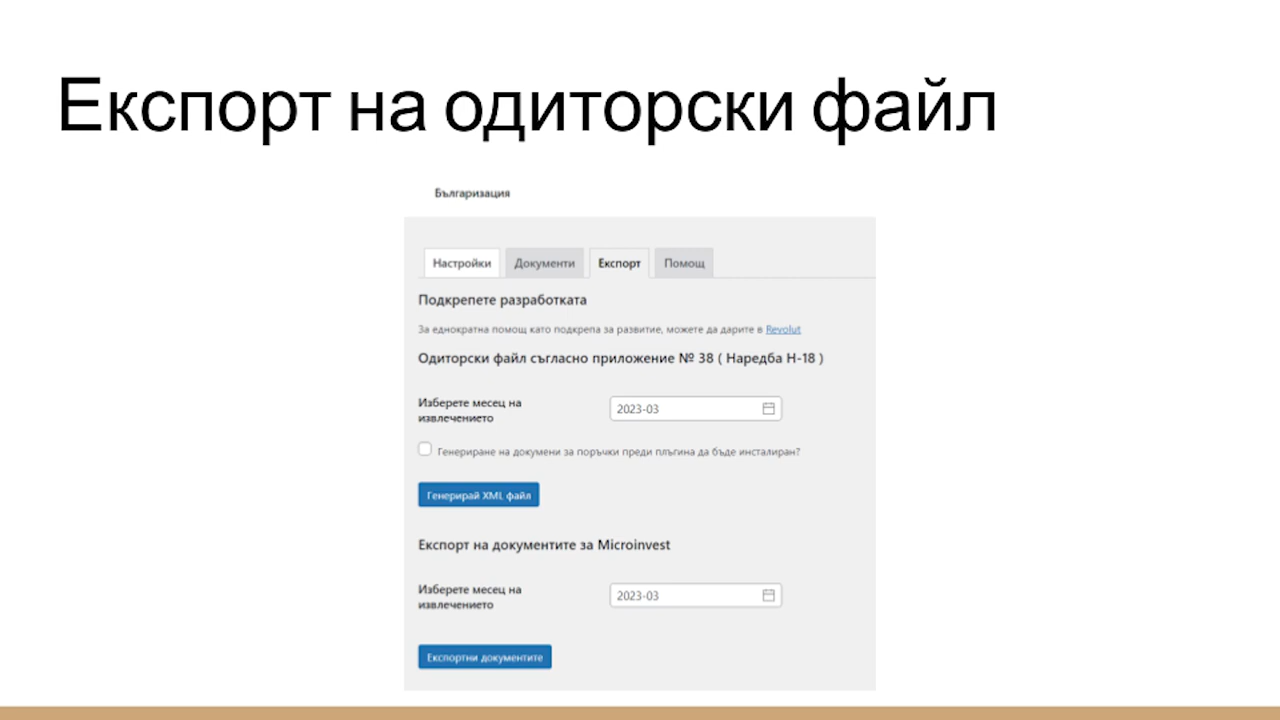 Експорт на одиторски файл
Българизация
Настройки Документи Експорт Помощ
Подкрепете разработката
За еднократна помощ като подкрепа за развитие, можете да дарите в Revolut
Одиторски файл съгласно приложение № 38 ( Наредба Н-18 )
Изберете месец на
извлечението
2023-03
Генериране на докумени за поръчки преди плъгина да бъде инсталиран?
Генерирай XML файл
Експорт на документите за Microinvest
Изберете месец на
извлечението
2023-03
Експортни документите